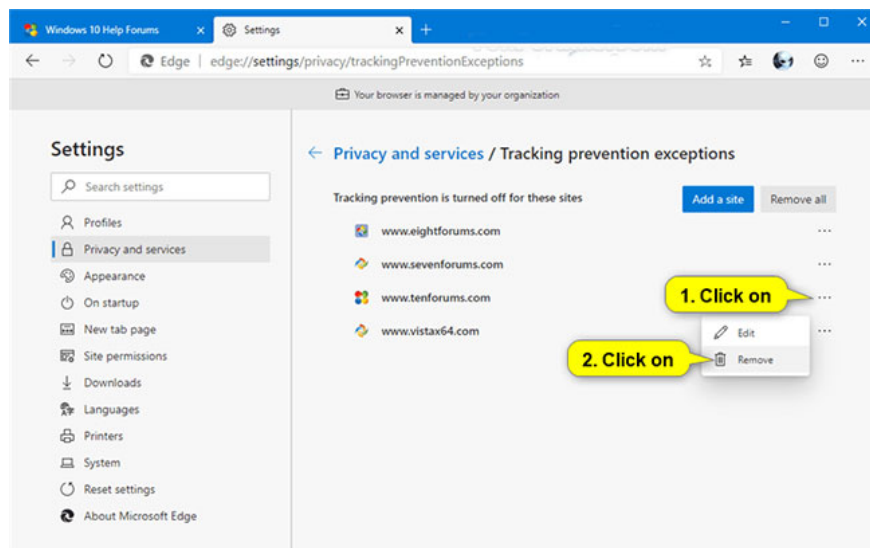 Windows 10 Help Forums
Settings
Edge | edge://settings/privacy/trackingPreventionExceptions
Your browser is managed by your organization
Settings
Search settings
Profiles
Privacy and services
Appearance
On startup
New tab page
Site permissions
Downloads
Languages
Printers
System
Reset settings
About Microsoft Edge
Privacy and services / Tracking prevention exceptions
Tracking prevention is turned off for these sites
Add a site
Remove all
www.eightforums.com
www.sevenforums.com
www.tenforums.com
1. Click on
www.vistax64.com
Edit
2. Click on
Remove